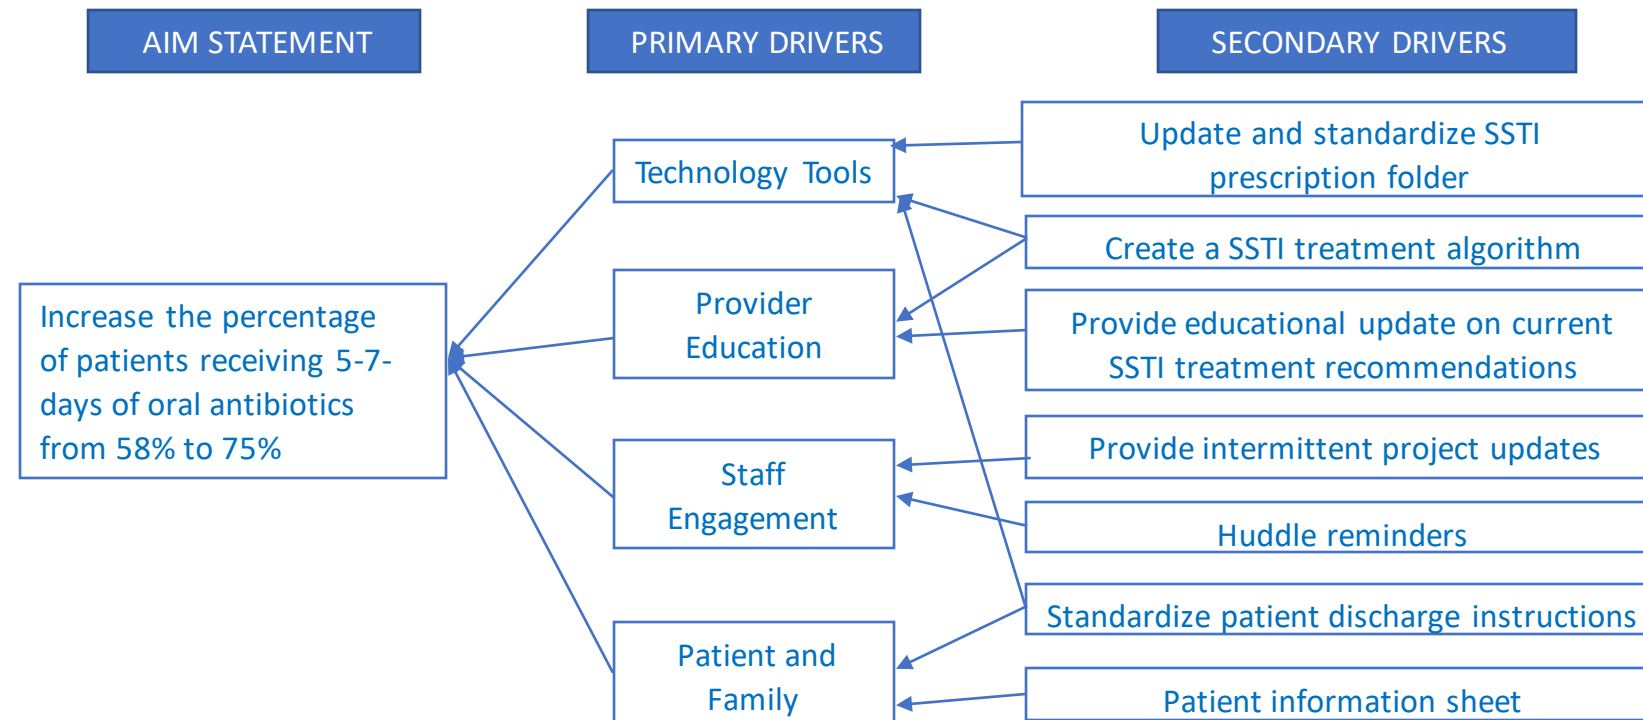 AIM STATEMENT
PRIMARY DRIVERS
SECONDARY DRIVERS
Increase the percentage
of patients receiving 5-7-
days of oral antibiotics
from 58% to 75%
Technology Tools
Provider
Education
Staff
Engagement
Patient and
Family
Update and standardize SSTI
prescription folder
Create a SSTI treatment algorithm
Provide educational update on current
SSTI treatment recommendations
Provide intermittent project updates
Huddle reminders
Standardize patient discharge instructions
Patient information sheet